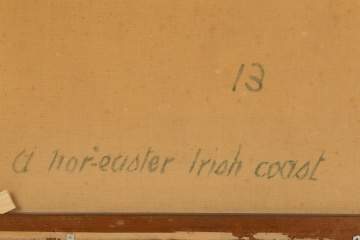 13
a nor'easter Irish coast